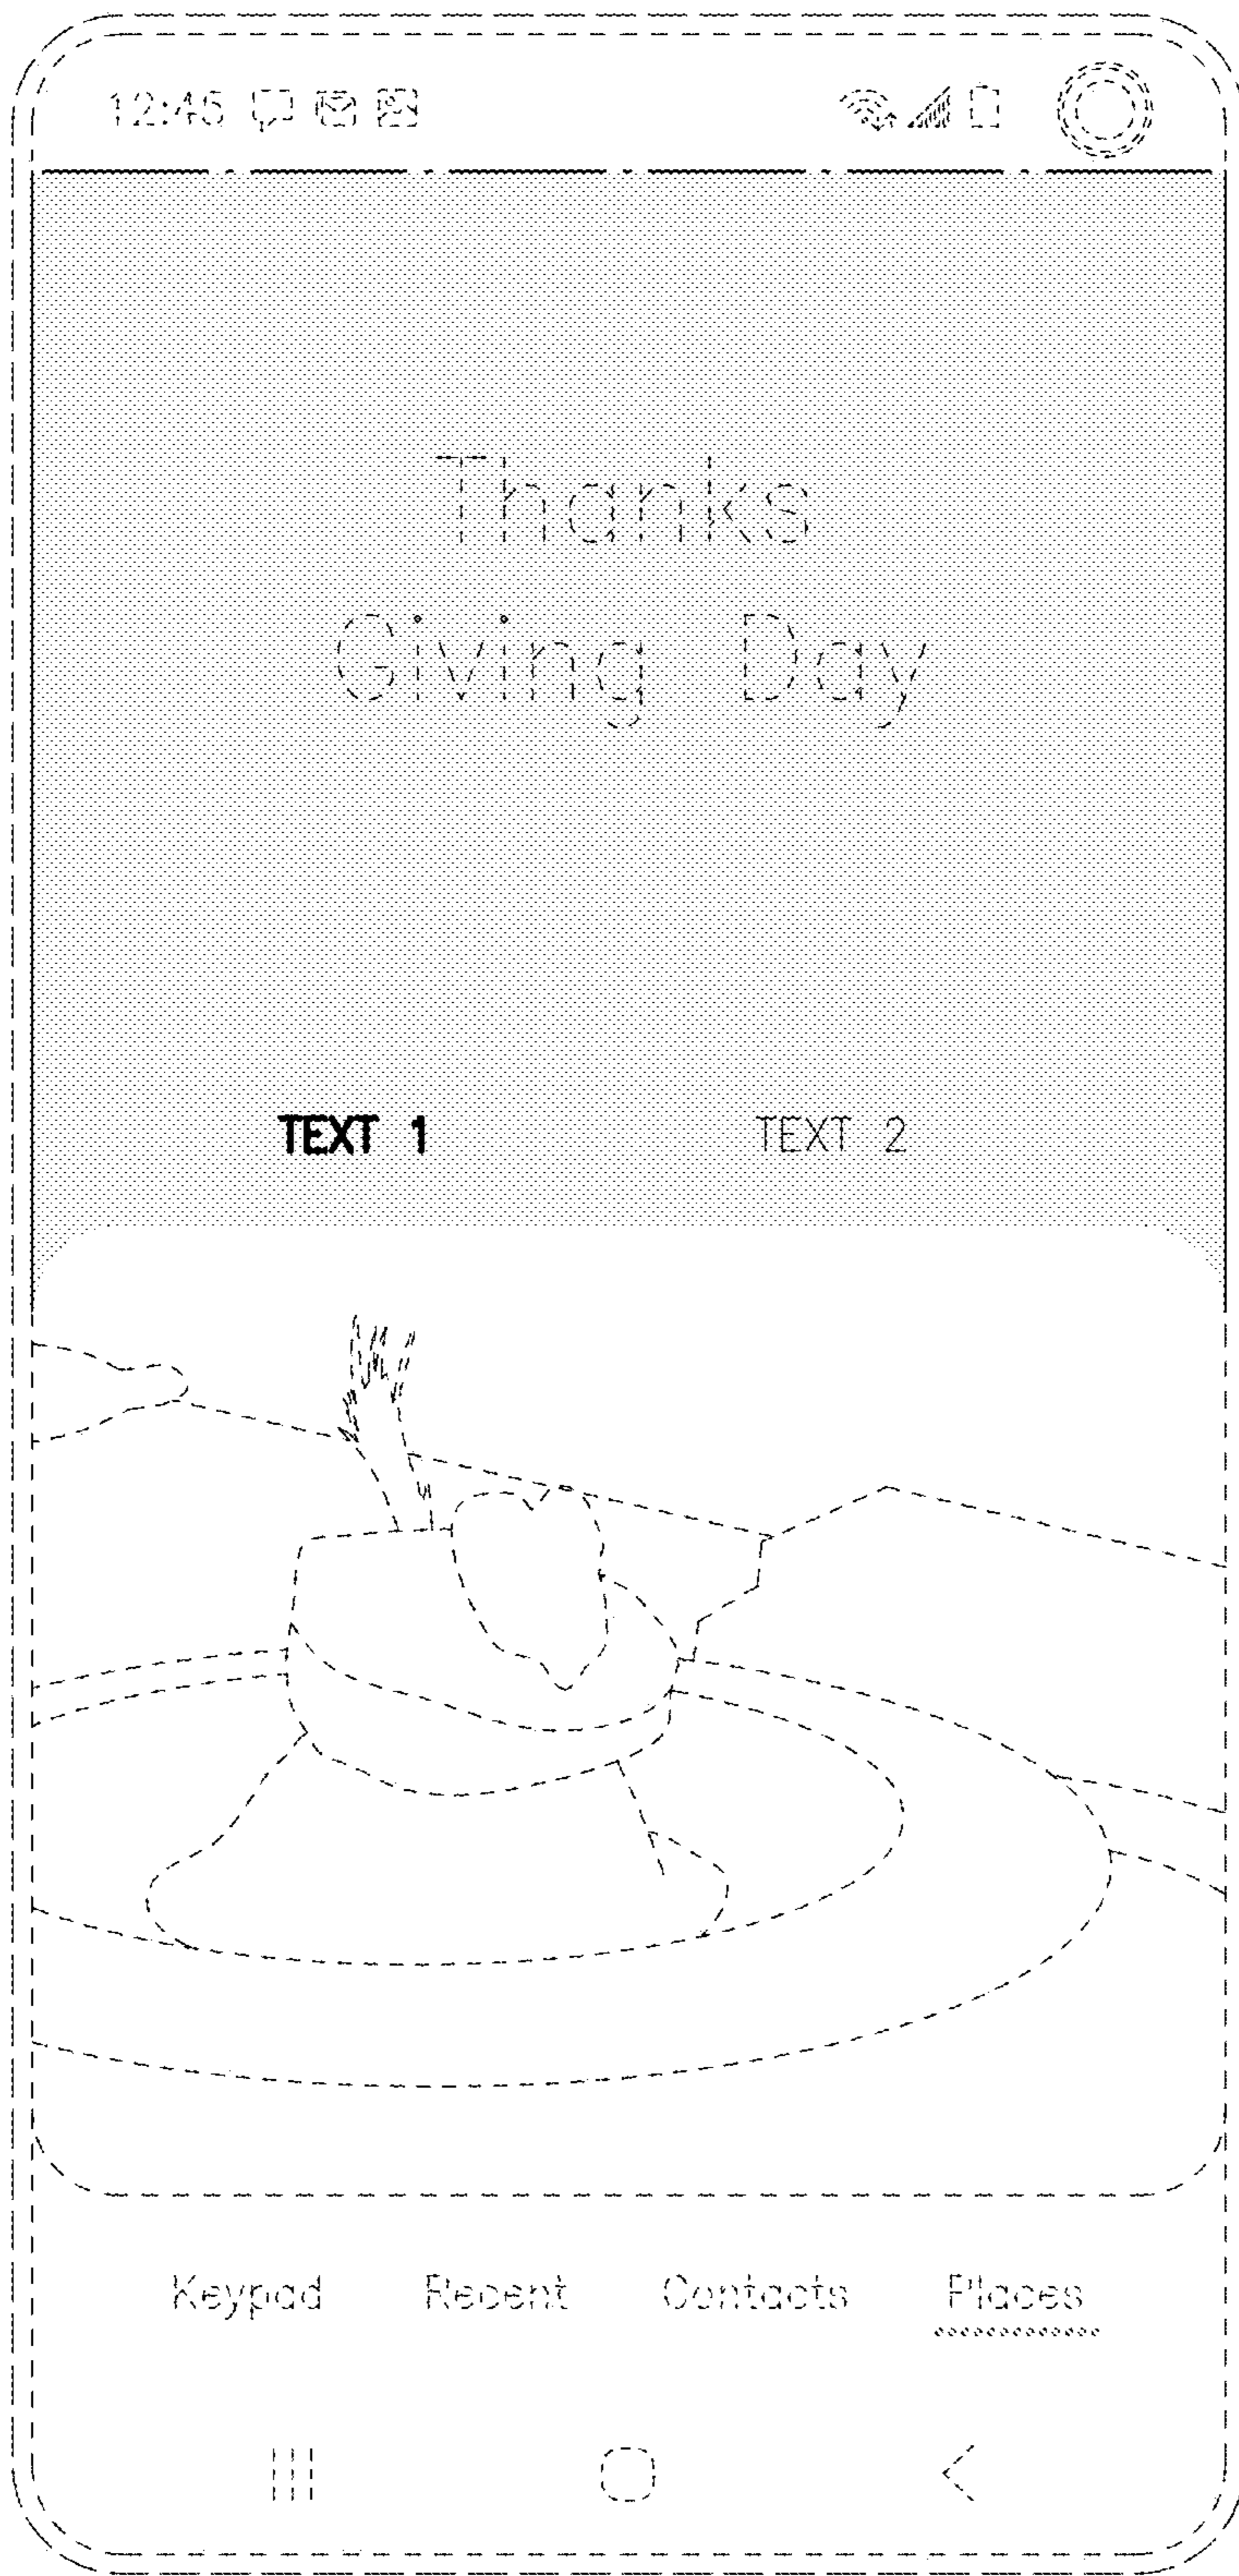 12:45
Thanks
Giving Day
TEXT 1 TEXT 2
Keypad Recent Contacts Places